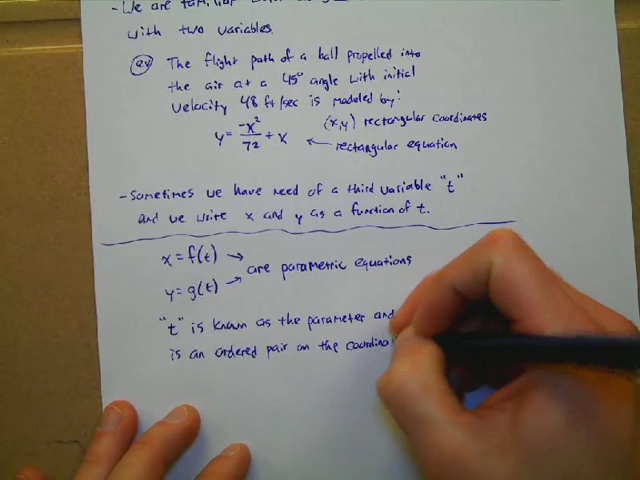 - We are
with two variables.
ex The flight path of a ball propelled into
the air at a 45° angle with initial
velocity 48 ft/sec is modeled by:
y = -x²/72 + x (x,y) rectangular coordinates
← rectangular equation
- Sometimes we have need of a third variable "t"
and we write x and y as a function of t.
x = f(t) →
are parametric equations
y = g(t) →
"t" is known as the parameter and
is an ordered pair on the